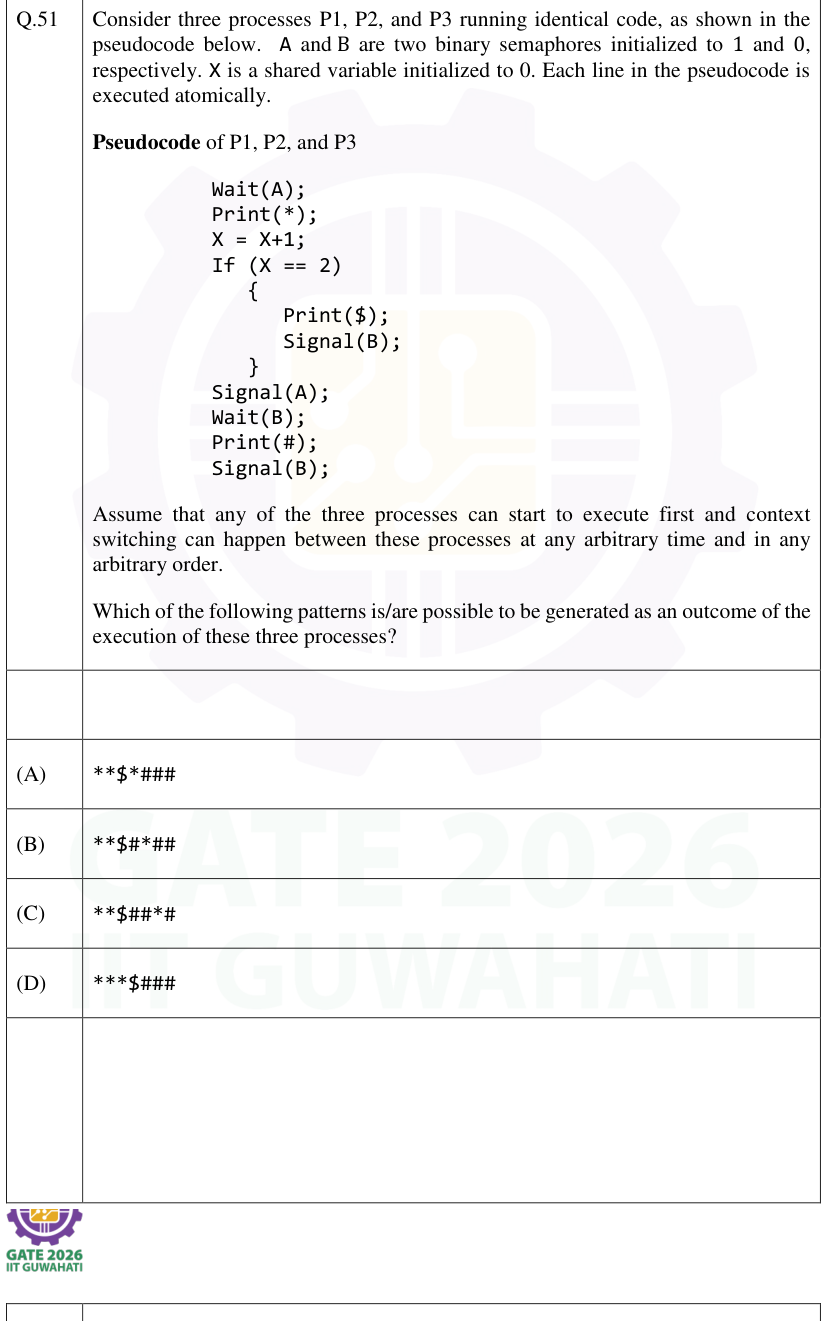 Q.51 Consider three processes P1, P2, and P3 running identical code, as shown in the
pseudocode below. A and B are two binary semaphores initialized to 1 and 0,
respectively. X is a shared variable initialized to 0. Each line in the pseudocode is
executed atomically.
Pseudocode of P1, P2, and P3
Wait(A);
Print(*);
X = X+1;
If (X == 2)
{
Print($);
Signal(B);
}
Signal(A);
Wait(B);
Print(#);
Signal(B);
Assume that any of the three processes can start to execute first and context
switching can happen between these processes at any arbitrary time and in any
arbitrary order.
Which of the following patterns is/are possible to be generated as an outcome of the
execution of these three processes?
(A) **$*###
(B) **$#*##
(C) **$##*#
(D) ***$###
GATE 2026
IIT GUWAHATI
GATE 2026
IIT GUWAHATI